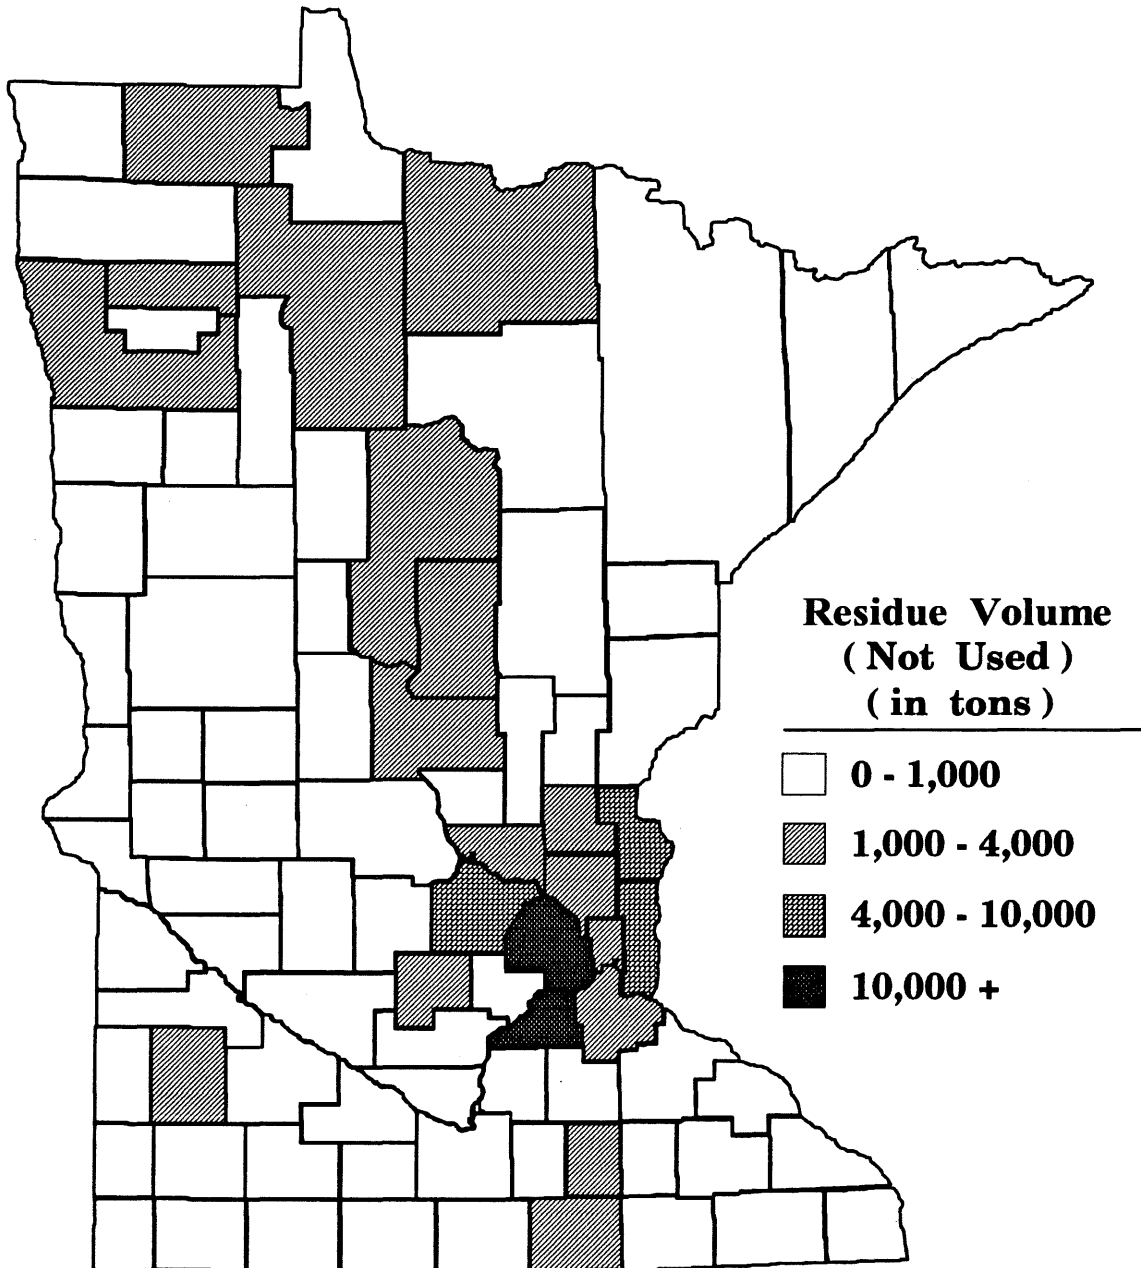 Residue Volume
( Not Used )
( in tons )
0 - 1,000
1,000 - 4,000
4,000 - 10,000
10,000 +